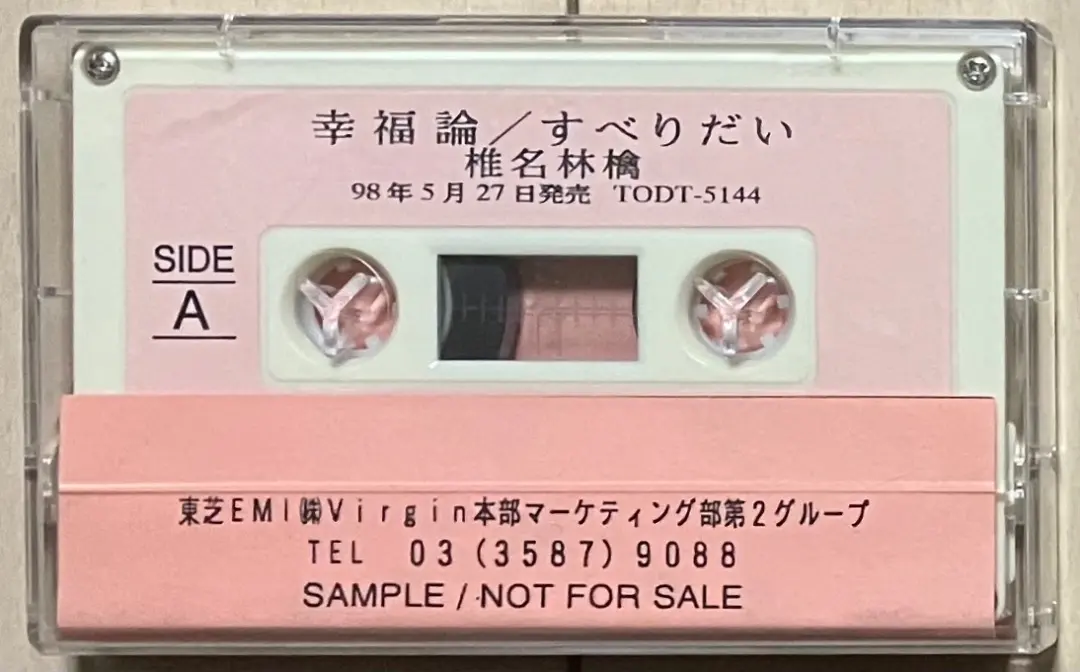 幸福論／すべりだい
椎名林檎
98年5月27日発売 TODT-5144
SIDE
A
東芝EMI㈱Virgin本部マーケティング部第2グループ
TEL 03(3587)9088
SAMPLE / NOT FOR SALE